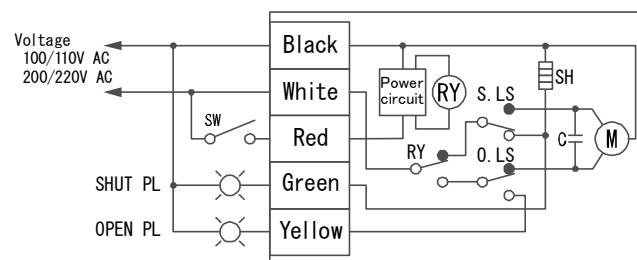 Voltage
100/110V AC
200/220V AC
SW
SHUT PL
OPEN PL
Black
White
Red
Green
Yellow
Power
circuit
RY
SH
S.LS
RY
O.LS
C
M